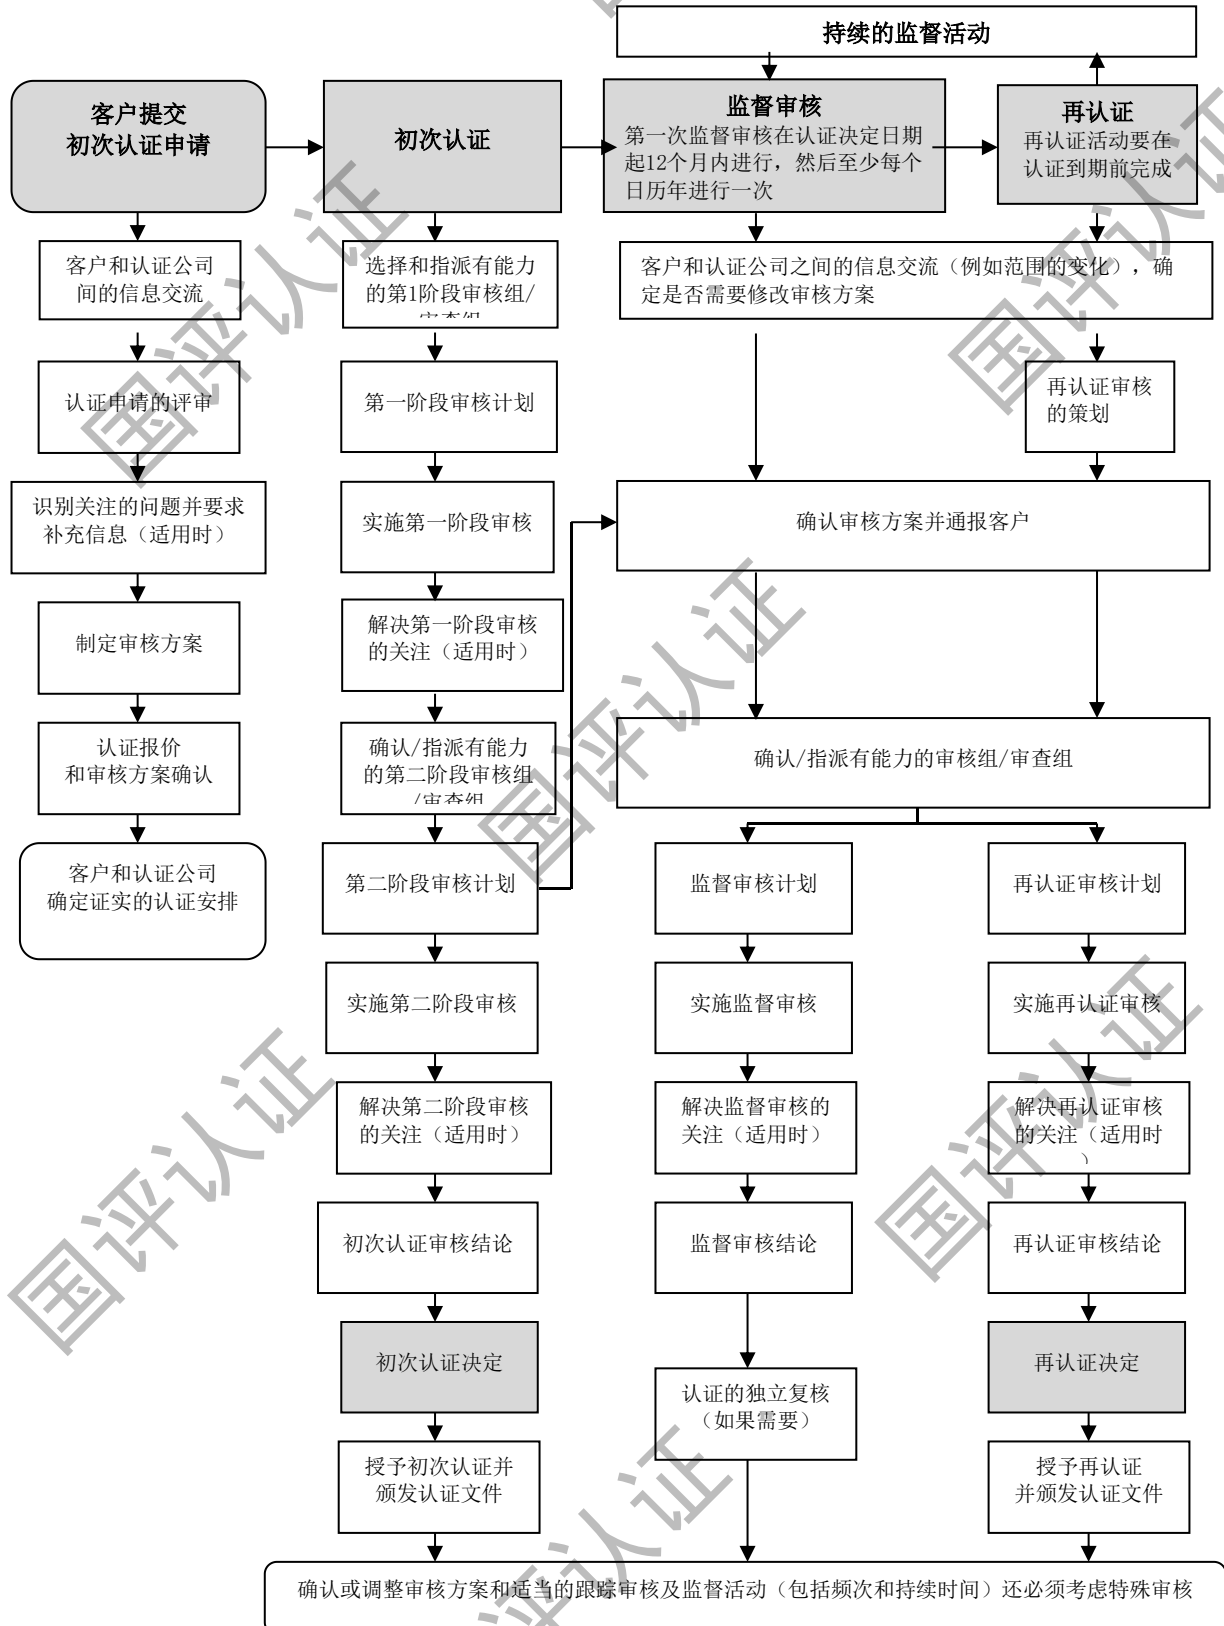 持续的监督活动
客户提交
初次认证申请
初次认证
监督审核
第一次监督审核在认证决定日期
起12个月内进行，然后至少每个
日历年进行一次
再认证
再认证活动要在
认证到期前完成
客户和认证公司
间的信息交流
认证申请的评审
识别关注的问题并要求
补充信息（适用时）
制定审核方案
认证报价
和审核方案确认
客户和认证公司
确定证实的认证安排
选择和指派有能力
的第1阶段审核组/
审查组
第一阶段审核计划
实施第一阶段审核
解决第一阶段审核
的关注（适用时）
确认/指派有能力
的第二阶段审核组
/审查组
第二阶段审核计划
实施第二阶段审核
解决第二阶段审核
的关注（适用时）
初次认证审核结论
初次认证决定
授予初次认证并
颁发认证文件
客户和认证公司之间的信息交流（例如范围的变化），确
定是否需要修改审核方案
再认证审核
的策划
确认审核方案并通报客户
确认/指派有能力的审核组/审查组
监督审核计划
实施监督审核
解决监督审核的
关注（适用时）
监督审核结论
认证的独立复核
（如果需要）
再认证审核计划
实施再认证审核
解决再认证审核
的关注（适用时
）
再认证审核结论
再认证决定
授予再认证
并颁发认证文件
确认或调整审核方案和适当的跟踪审核及监督活动（包括频次和持续时间）还必须考虑特殊审核
国评认证
国评认证
国评认证
国评认证
国评认证
评认证